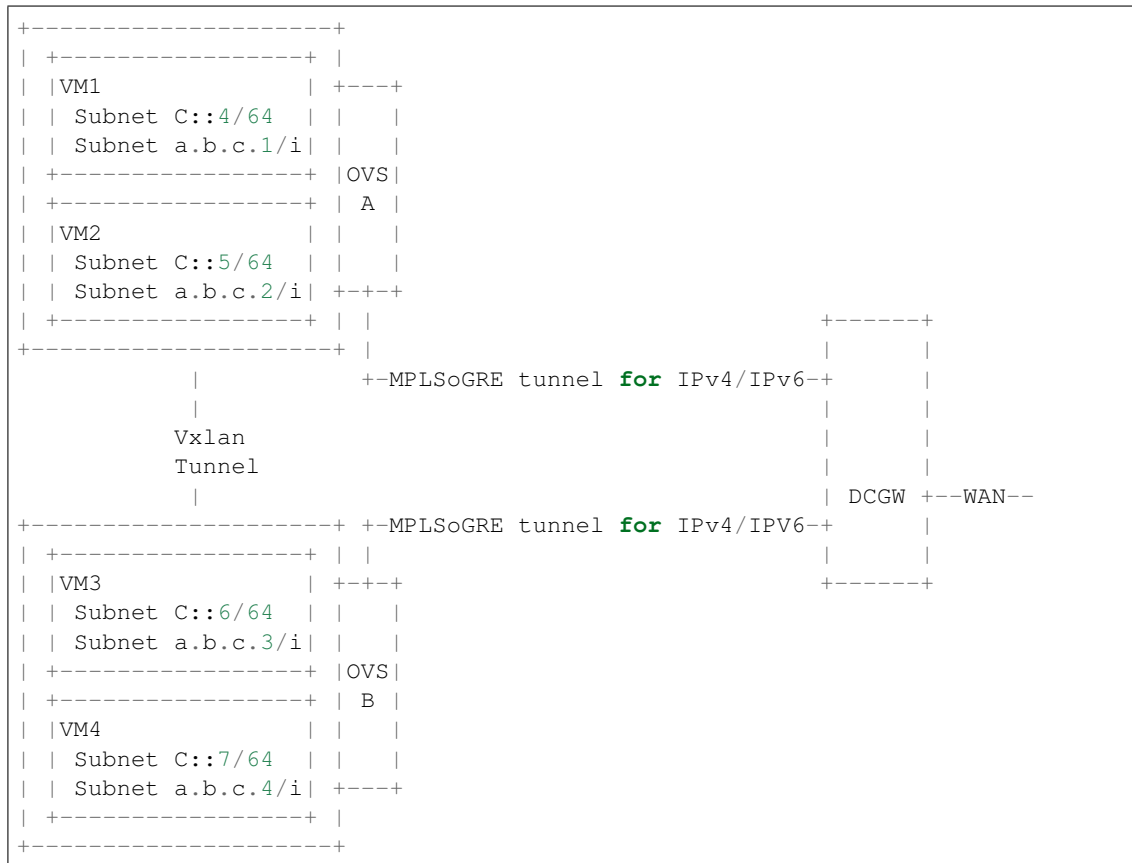 +-------------------+
| +---------------+ |
| |VM1            | +---+
| | Subnet C::4/64  | |   |
| | Subnet a.b.c.1/i| |   |
| +---------------+ |OVS|
| +---------------+ | A |
| |VM2            | |   |
| | Subnet C::5/64  | |   |
| | Subnet a.b.c.2/i| +-+-+
| +---------------+ | |                           +------+
+-------------------+ |                           |      |
          |           +-MPLSoGRE tunnel for IPv4/IPv6-+      |
          |                                       |      |
         Vxlan                                    |      |
         Tunnel                                   |      |
          |                                       | DCGW +--WAN--
+-------------------+ +-MPLSoGRE tunnel for IPv4/IPV6-+      |
| +---------------+ | |                           |      |
| |VM3            | +-+-+                         +------+
| | Subnet C::6/64  | |   |
| | Subnet a.b.c.3/i| |   |
| +---------------+ |OVS|
| +---------------+ | B |
| |VM4            | |   |
| | Subnet C::7/64  | |   |
| | Subnet a.b.c.4/i| +---+
| +---------------+ |
+-------------------+